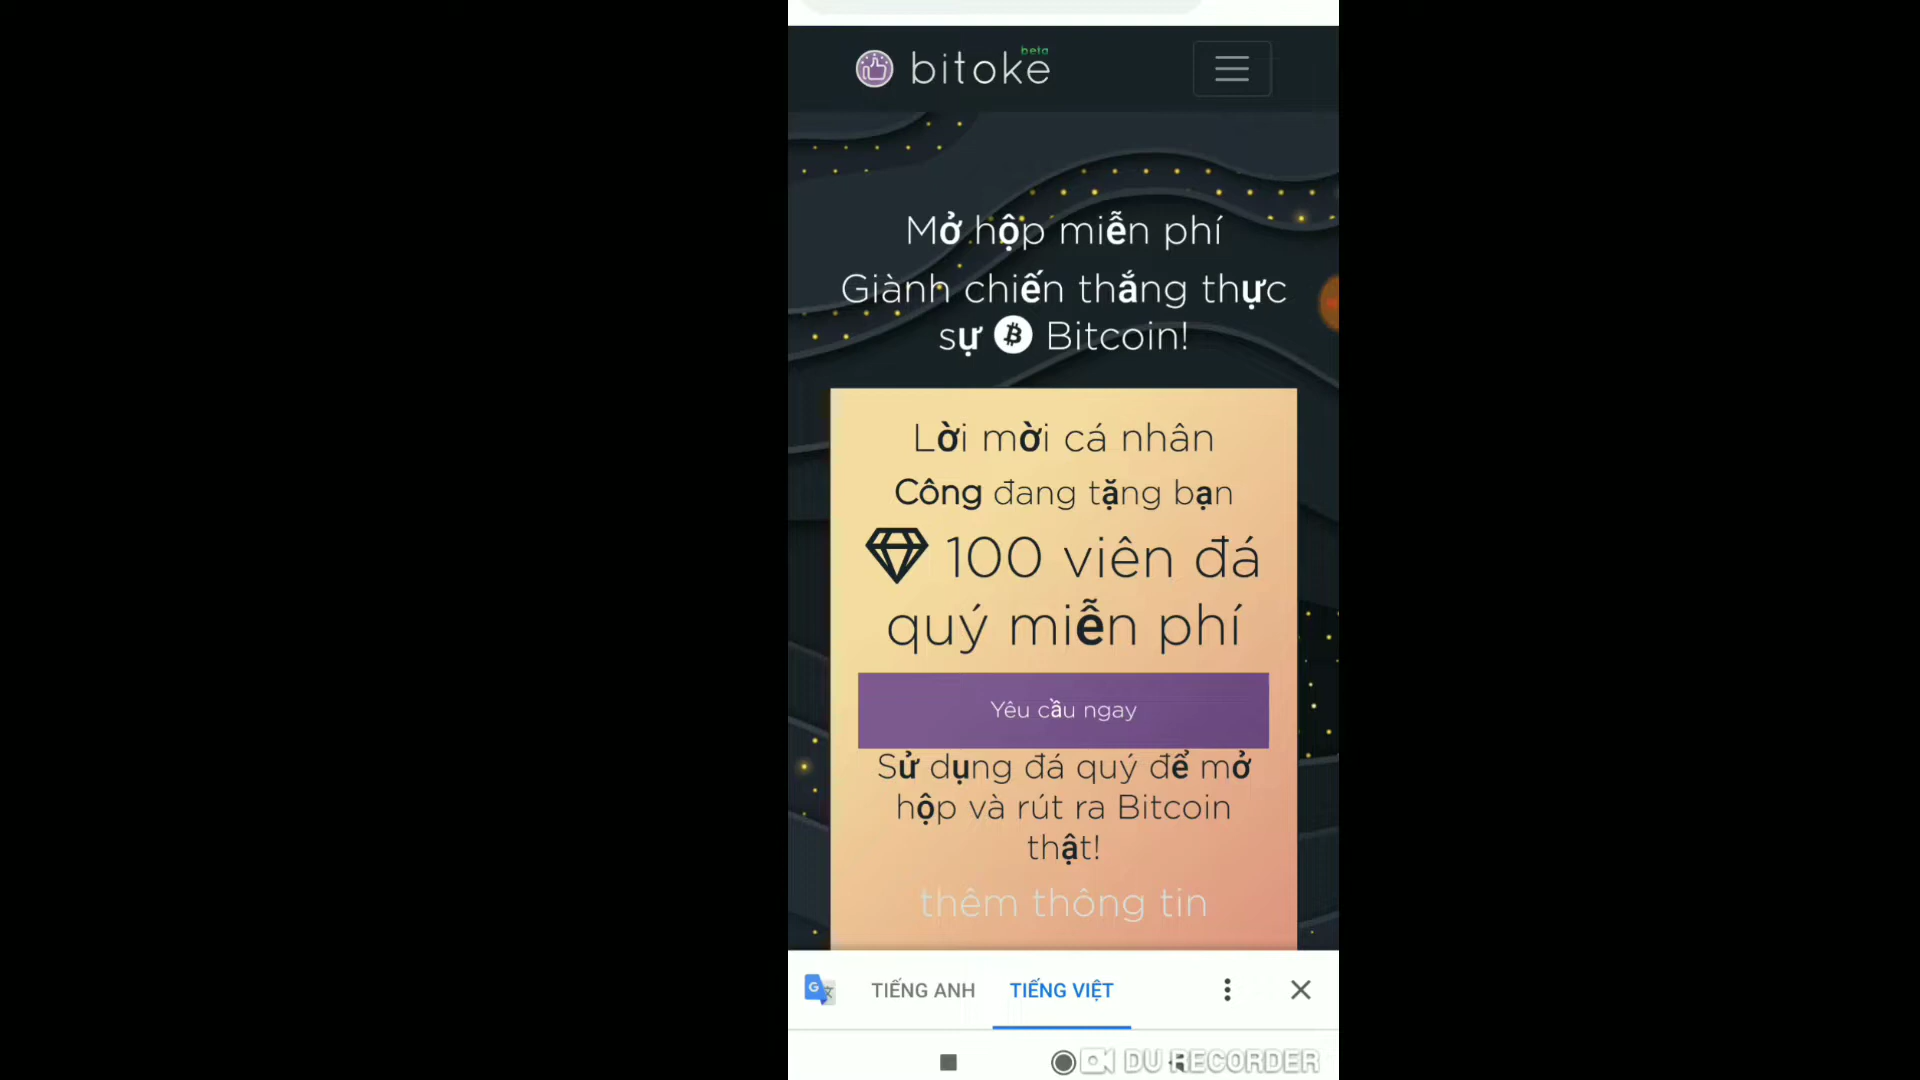 bitoke beta
Mở hộp miễn phí
Giành chiến thắng thực
sự Bitcoin!
Lời mời cá nhân
Công đang tặng bạn
100 viên đá
quý miễn phí
Yêu cầu ngay
Sử dụng đá quý để mở
hộp và rút ra Bitcoin
thật!
thêm thông tin
TIẾNG ANH TIẾNG VIỆT
DU RECORDER